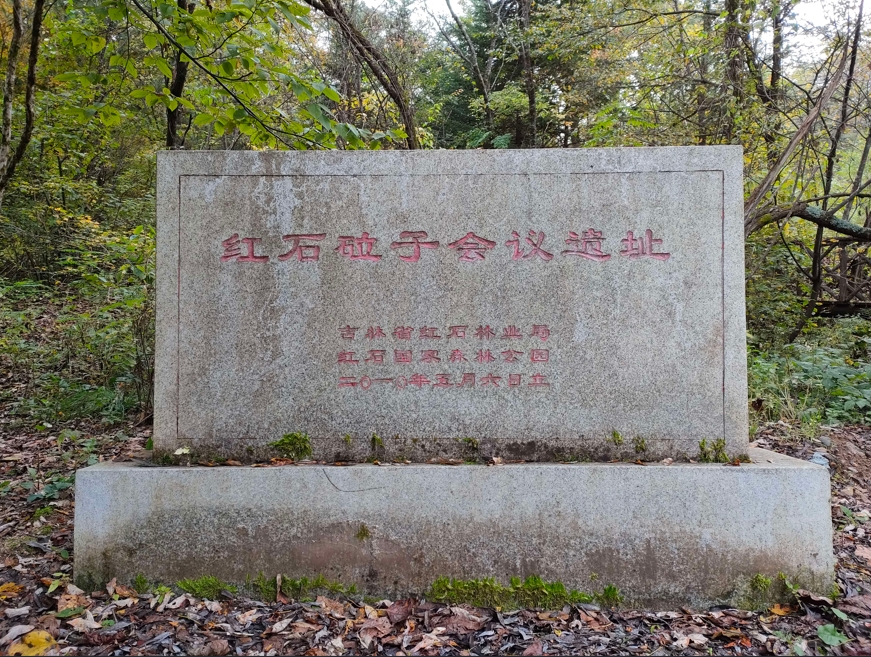 红石砬子会议遗址
吉林省红石林业局
红石国家森林公园
二〇一〇年五月六日立